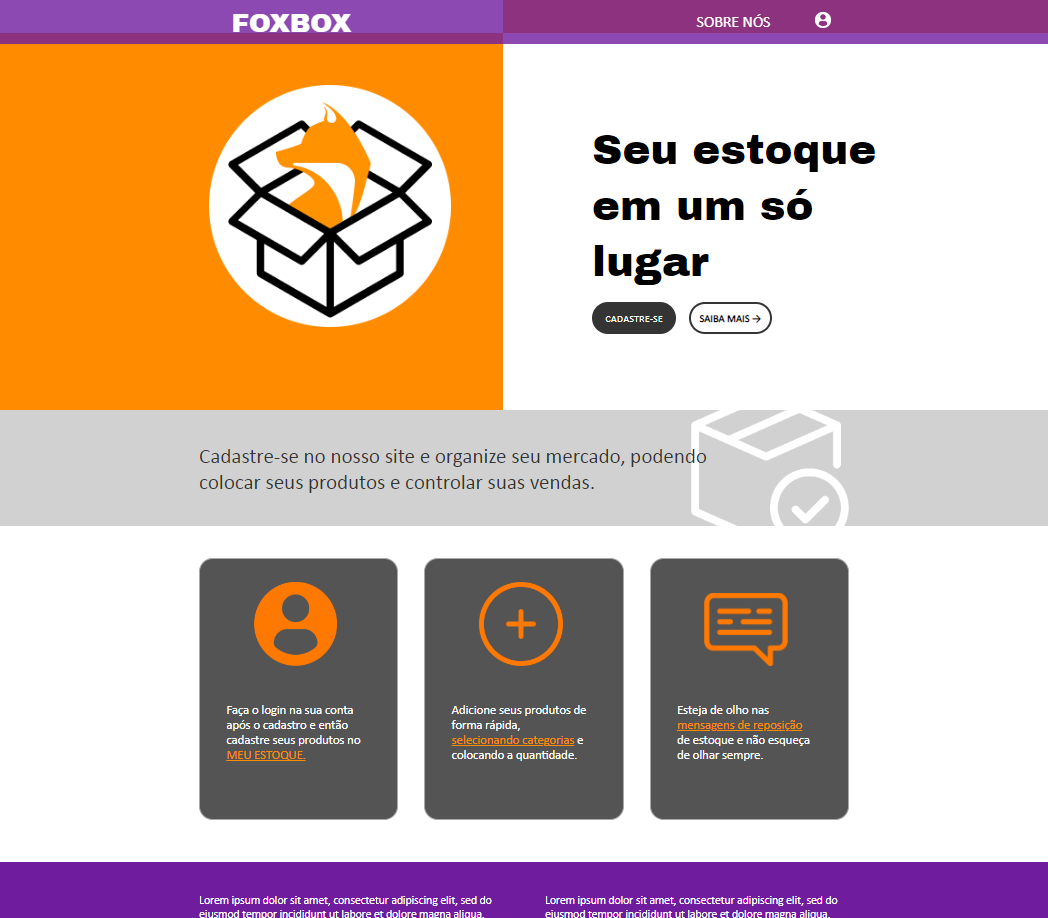 FOXBOX
SOBRE NÓS
Seu estoque
em um só
lugar
CADASTRE-SE
SAIBA MAIS →
Cadastre-se no nosso site e organize seu mercado, podendo
colocar seus produtos e controlar suas vendas.
Faça o login na sua conta
após o cadastro e então
cadastre seus produtos no
MEU ESTOQUE.
Adicione seus produtos de
forma rápida,
selecionando categorias e
colocando a quantidade.
Esteja de olho nas
mensagens de reposição
de estoque e não esqueça
de olhar sempre.
Lorem ipsum dolor sit amet, consectetur adipiscing elit, sed do
eiusmod tempor incididunt ut labore et dolore magna aliqua.
Lorem ipsum dolor sit amet, consectetur adipiscing elit, sed do
eiusmod tempor incididunt ut labore et dolore magna aliqua.